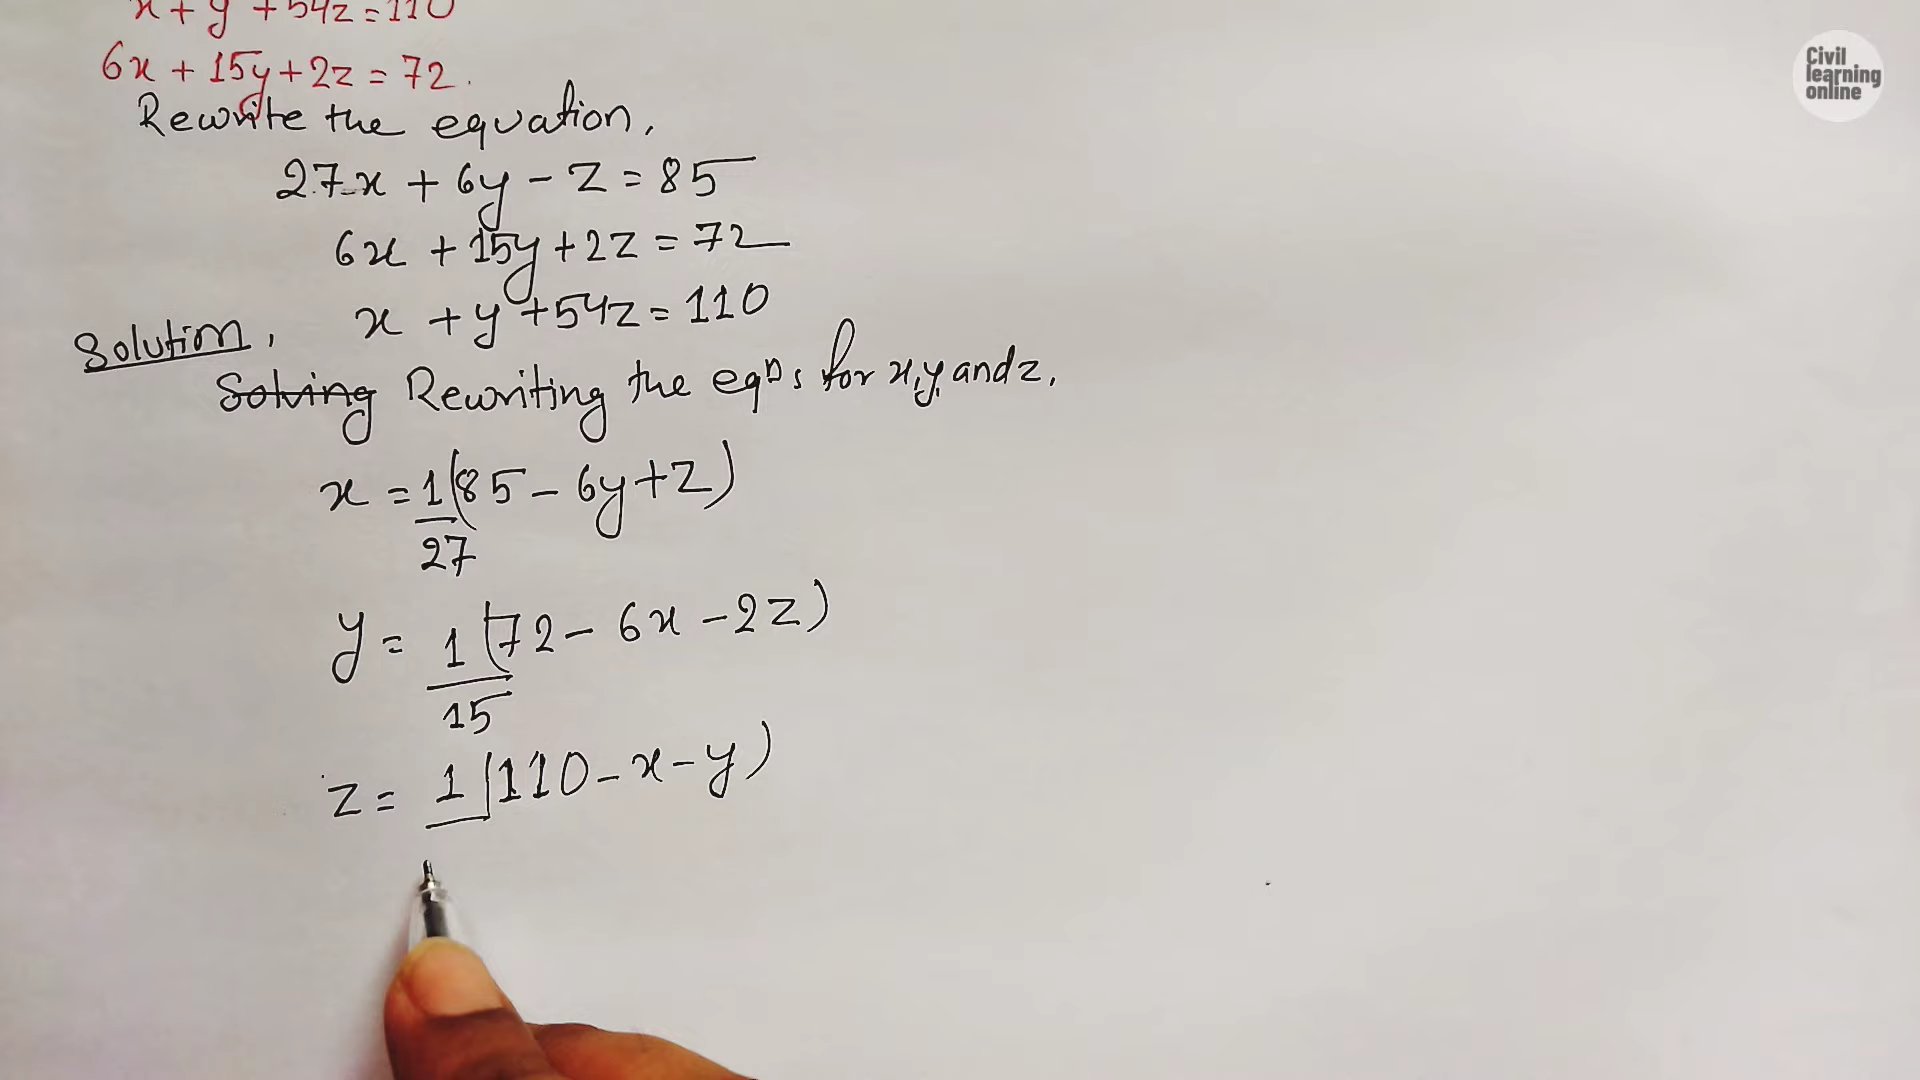 x + y + 54z = 110
6x + 15y + 2z = 72.
Rewrite the equation,
27x + 6y - z = 85
6x + 15y + 2z = 72
x + y + 54z = 110
Solution,
Solving Rewriting the eqns for x, y, and z,
x = 1/27 (85 - 6y + z)
y = 1/15 (72 - 6x - 2z)
z = 1/ (110 - x - y)
Civil
learning
online